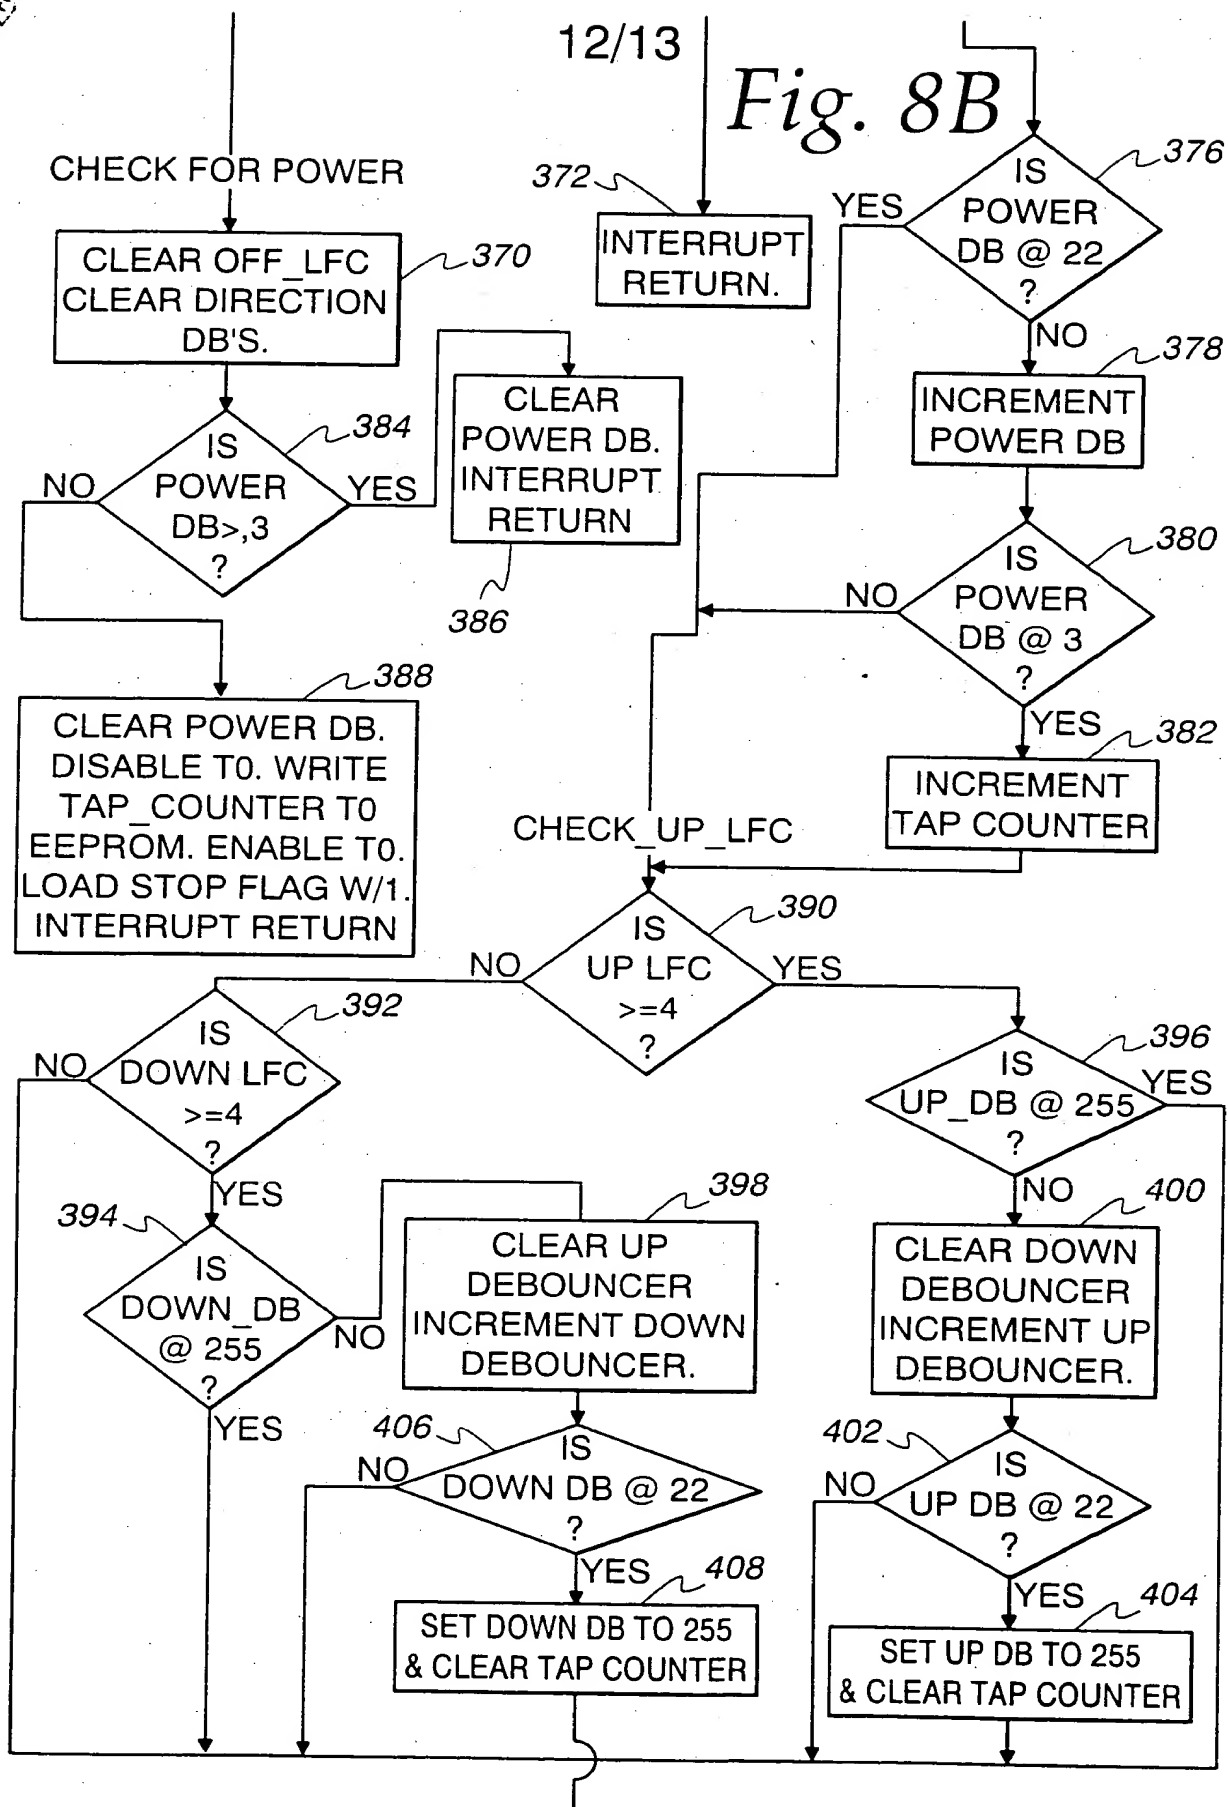 12/13
Fig. 8B
CHECK FOR POWER
CLEAR OFF_LFC
CLEAR DIRECTION
DB'S.
370
372
INTERRUPT
RETURN.
IS
POWER
DB @ 22
?
376
YES
NO
INCREMENT
POWER DB
378
IS
POWER
DB>,3
?
384
NO
YES
CLEAR
POWER DB.
INTERRUPT
RETURN
386
IS
POWER
DB @ 3
?
380
NO
YES
CLEAR POWER DB.
DISABLE T0. WRITE
TAP_COUNTER T0
EEPROM. ENABLE T0.
LOAD STOP FLAG W/1.
INTERRUPT RETURN
388
INCREMENT
TAP COUNTER
382
CHECK_UP_LFC
IS
UP LFC
>=4
?
390
NO
YES
IS
DOWN LFC
>=4
?
392
NO
YES
IS
UP_DB @ 255
?
396
YES
NO
IS
DOWN_DB
@ 255
?
394
NO
YES
CLEAR UP
DEBOUNCER
INCREMENT DOWN
DEBOUNCER.
398
CLEAR DOWN
DEBOUNCER
INCREMENT UP
DEBOUNCER.
400
IS
DOWN DB @ 22
?
406
NO
YES
IS
UP DB @ 22
?
402
NO
YES
SET DOWN DB TO 255
& CLEAR TAP COUNTER
408
SET UP DB TO 255
& CLEAR TAP COUNTER
404